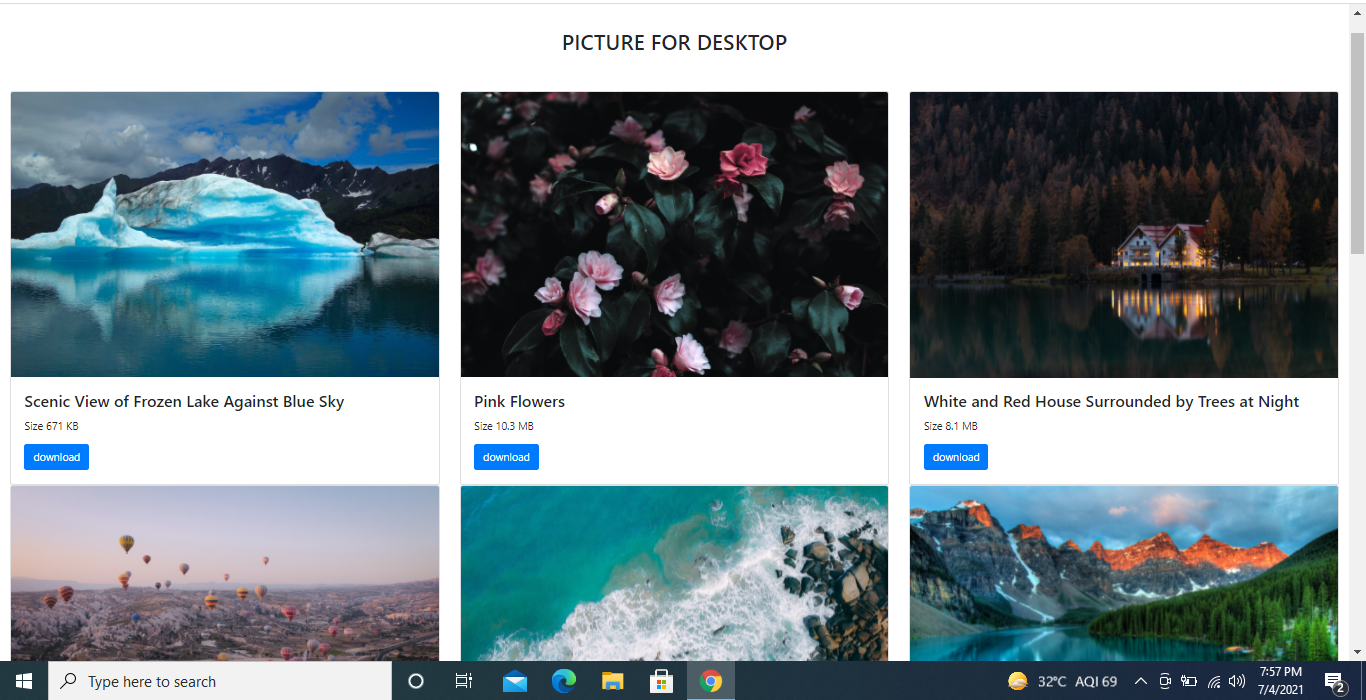 PICTURE FOR DESKTOP
Scenic View of Frozen Lake Against Blue Sky
Size 671 KB
download
Pink Flowers
Size 10.3 MB
download
White and Red House Surrounded by Trees at Night
Size 8.1 MB
download
Type here to search
32°C AQI 69
7:57 PM
7/4/2021
2